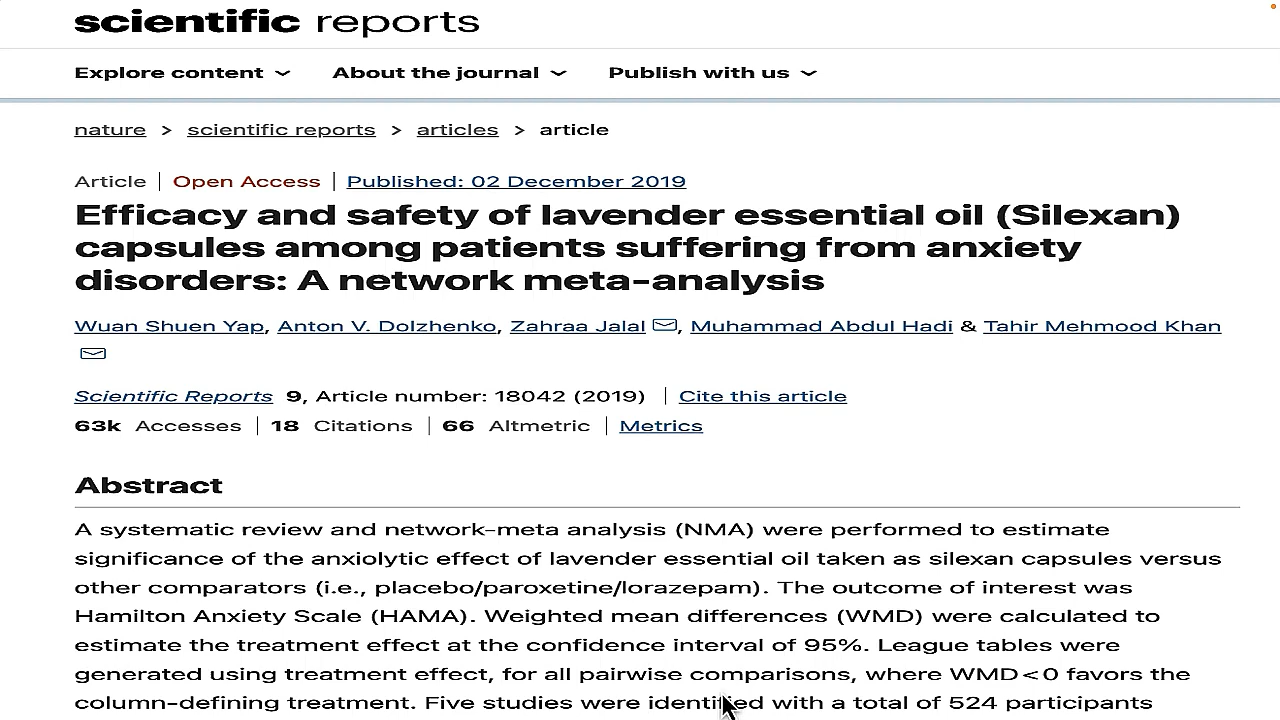 scientific reports
Explore content
About the journal
Publish with us
nature > scientific reports > articles > article
Article | Open Access | Published: 02 December 2019
Efficacy and safety of lavender essential oil (Silexan)
capsules among patients suffering from anxiety
disorders: A network meta-analysis
Wuan Shuen Yap, Anton V. Dolzhenko, Zahraa Jalal, Muhammad Abdul Hadi & Tahir Mehmood Khan
Scientific Reports 9, Article number: 18042 (2019) | Cite this article
63k Accesses | 18 Citations | 66 Altmetric | Metrics
Abstract
A systematic review and network-meta analysis (NMA) were performed to estimate
significance of the anxiolytic effect of lavender essential oil taken as silexan capsules versus
other comparators (i.e., placebo/paroxetine/lorazepam). The outcome of interest was
Hamilton Anxiety Scale (HAMA). Weighted mean differences (WMD) were calculated to
estimate the treatment effect at the confidence interval of 95%. League tables were
generated using treatment effect, for all pairwise comparisons, where WMD<0 favors the
column-defining treatment. Five studies were identified with a total of 524 participants